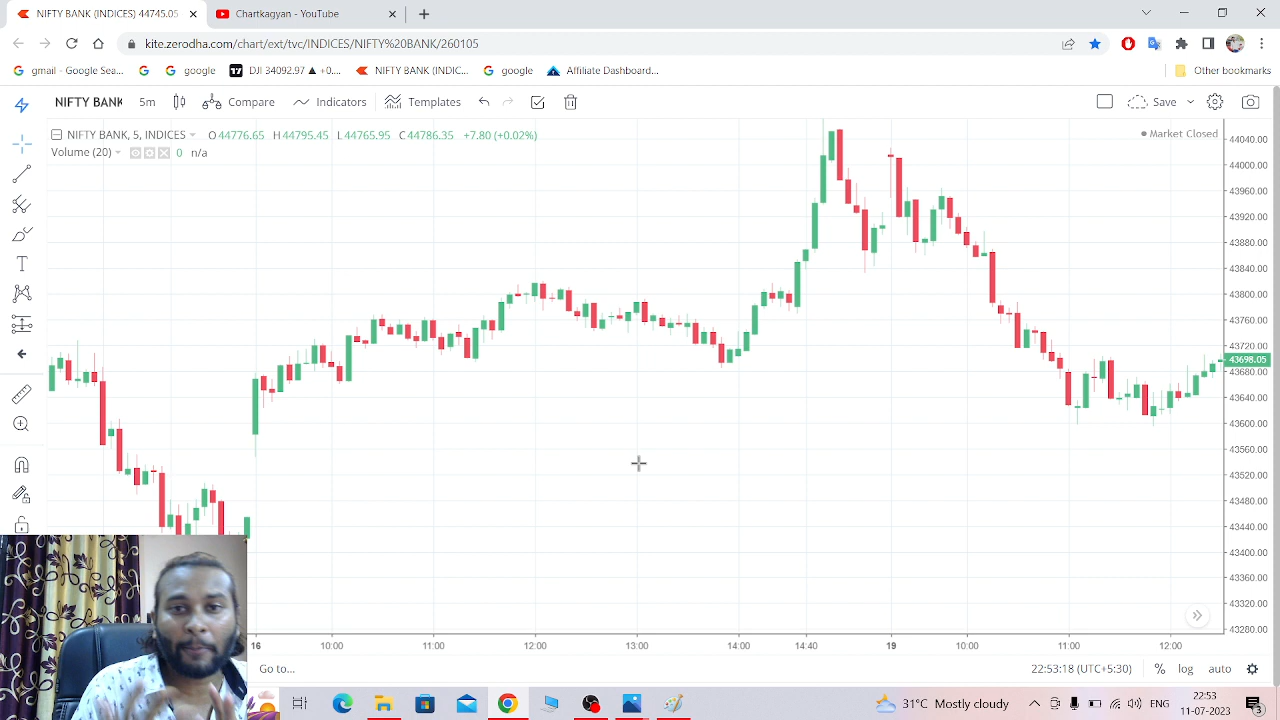 NIFTY BANK (INDICES) 44745.05
Chartkagyan - YouTube
kite.zerodha.com/chart/ext/tvc/INDICES/NIFTY%20BANK/260105
gmail - Google Sea...
google
DJI 34092.97 ▲ +0...
NIFTY BANK (INDIC...
google
Affiliate Dashboard...
Other bookmarks
NIFTY BANK 5m Compare Indicators Templates Save
NIFTY BANK, 5, INDICES O44776.65 H44795.45 L44765.95 C44786.35 +7.80 (+0.02%)
Market Closed
Volume (20) 0 n/a
44040.00
44000.00
43960.00
43920.00
43880.00
43840.00
43800.00
43760.00
43720.00
43698.05
43680.00
43640.00
43600.00
43560.00
43520.00
43480.00
43440.00
43400.00
43360.00
43320.00
43280.00
16 10:00 11:00 12:00 13:00 14:00 14:40 19 10:00 11:00 12:00
Go to...
22:53:18 (UTC+5:30) % log auto
31°C Mostly cloudy
ENG
22:53